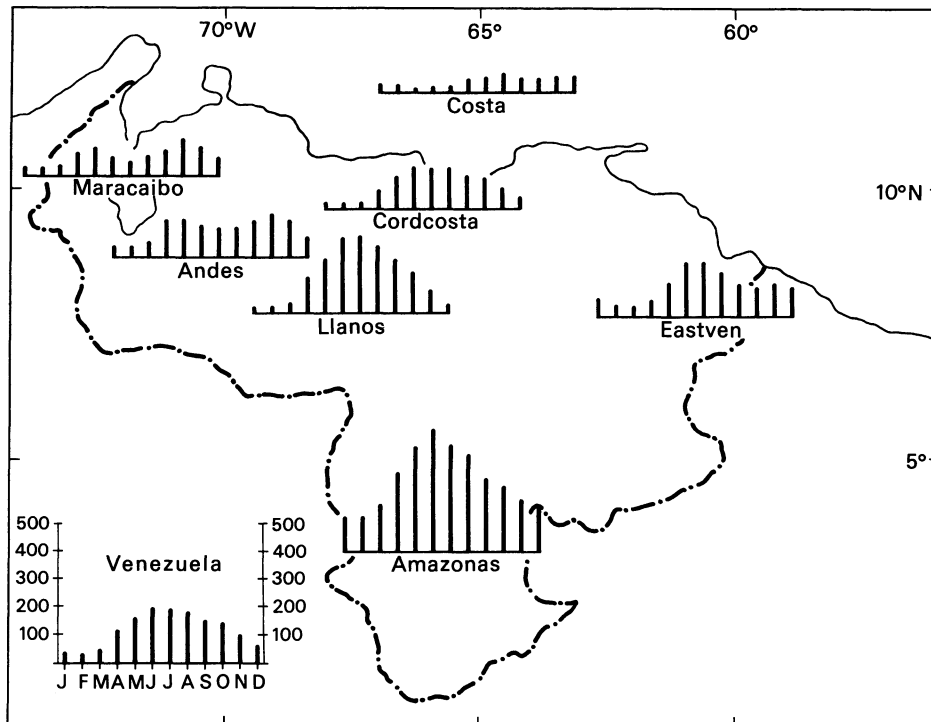 70°W 65° 60°
Costa
Maracaibo
10°N
Cordcosta
Andes
Llanos
Eastven
5°
500 500
400 400
Venezuela
Amazonas
300 300
200 200
100 100
J F M A M J J A S O N D